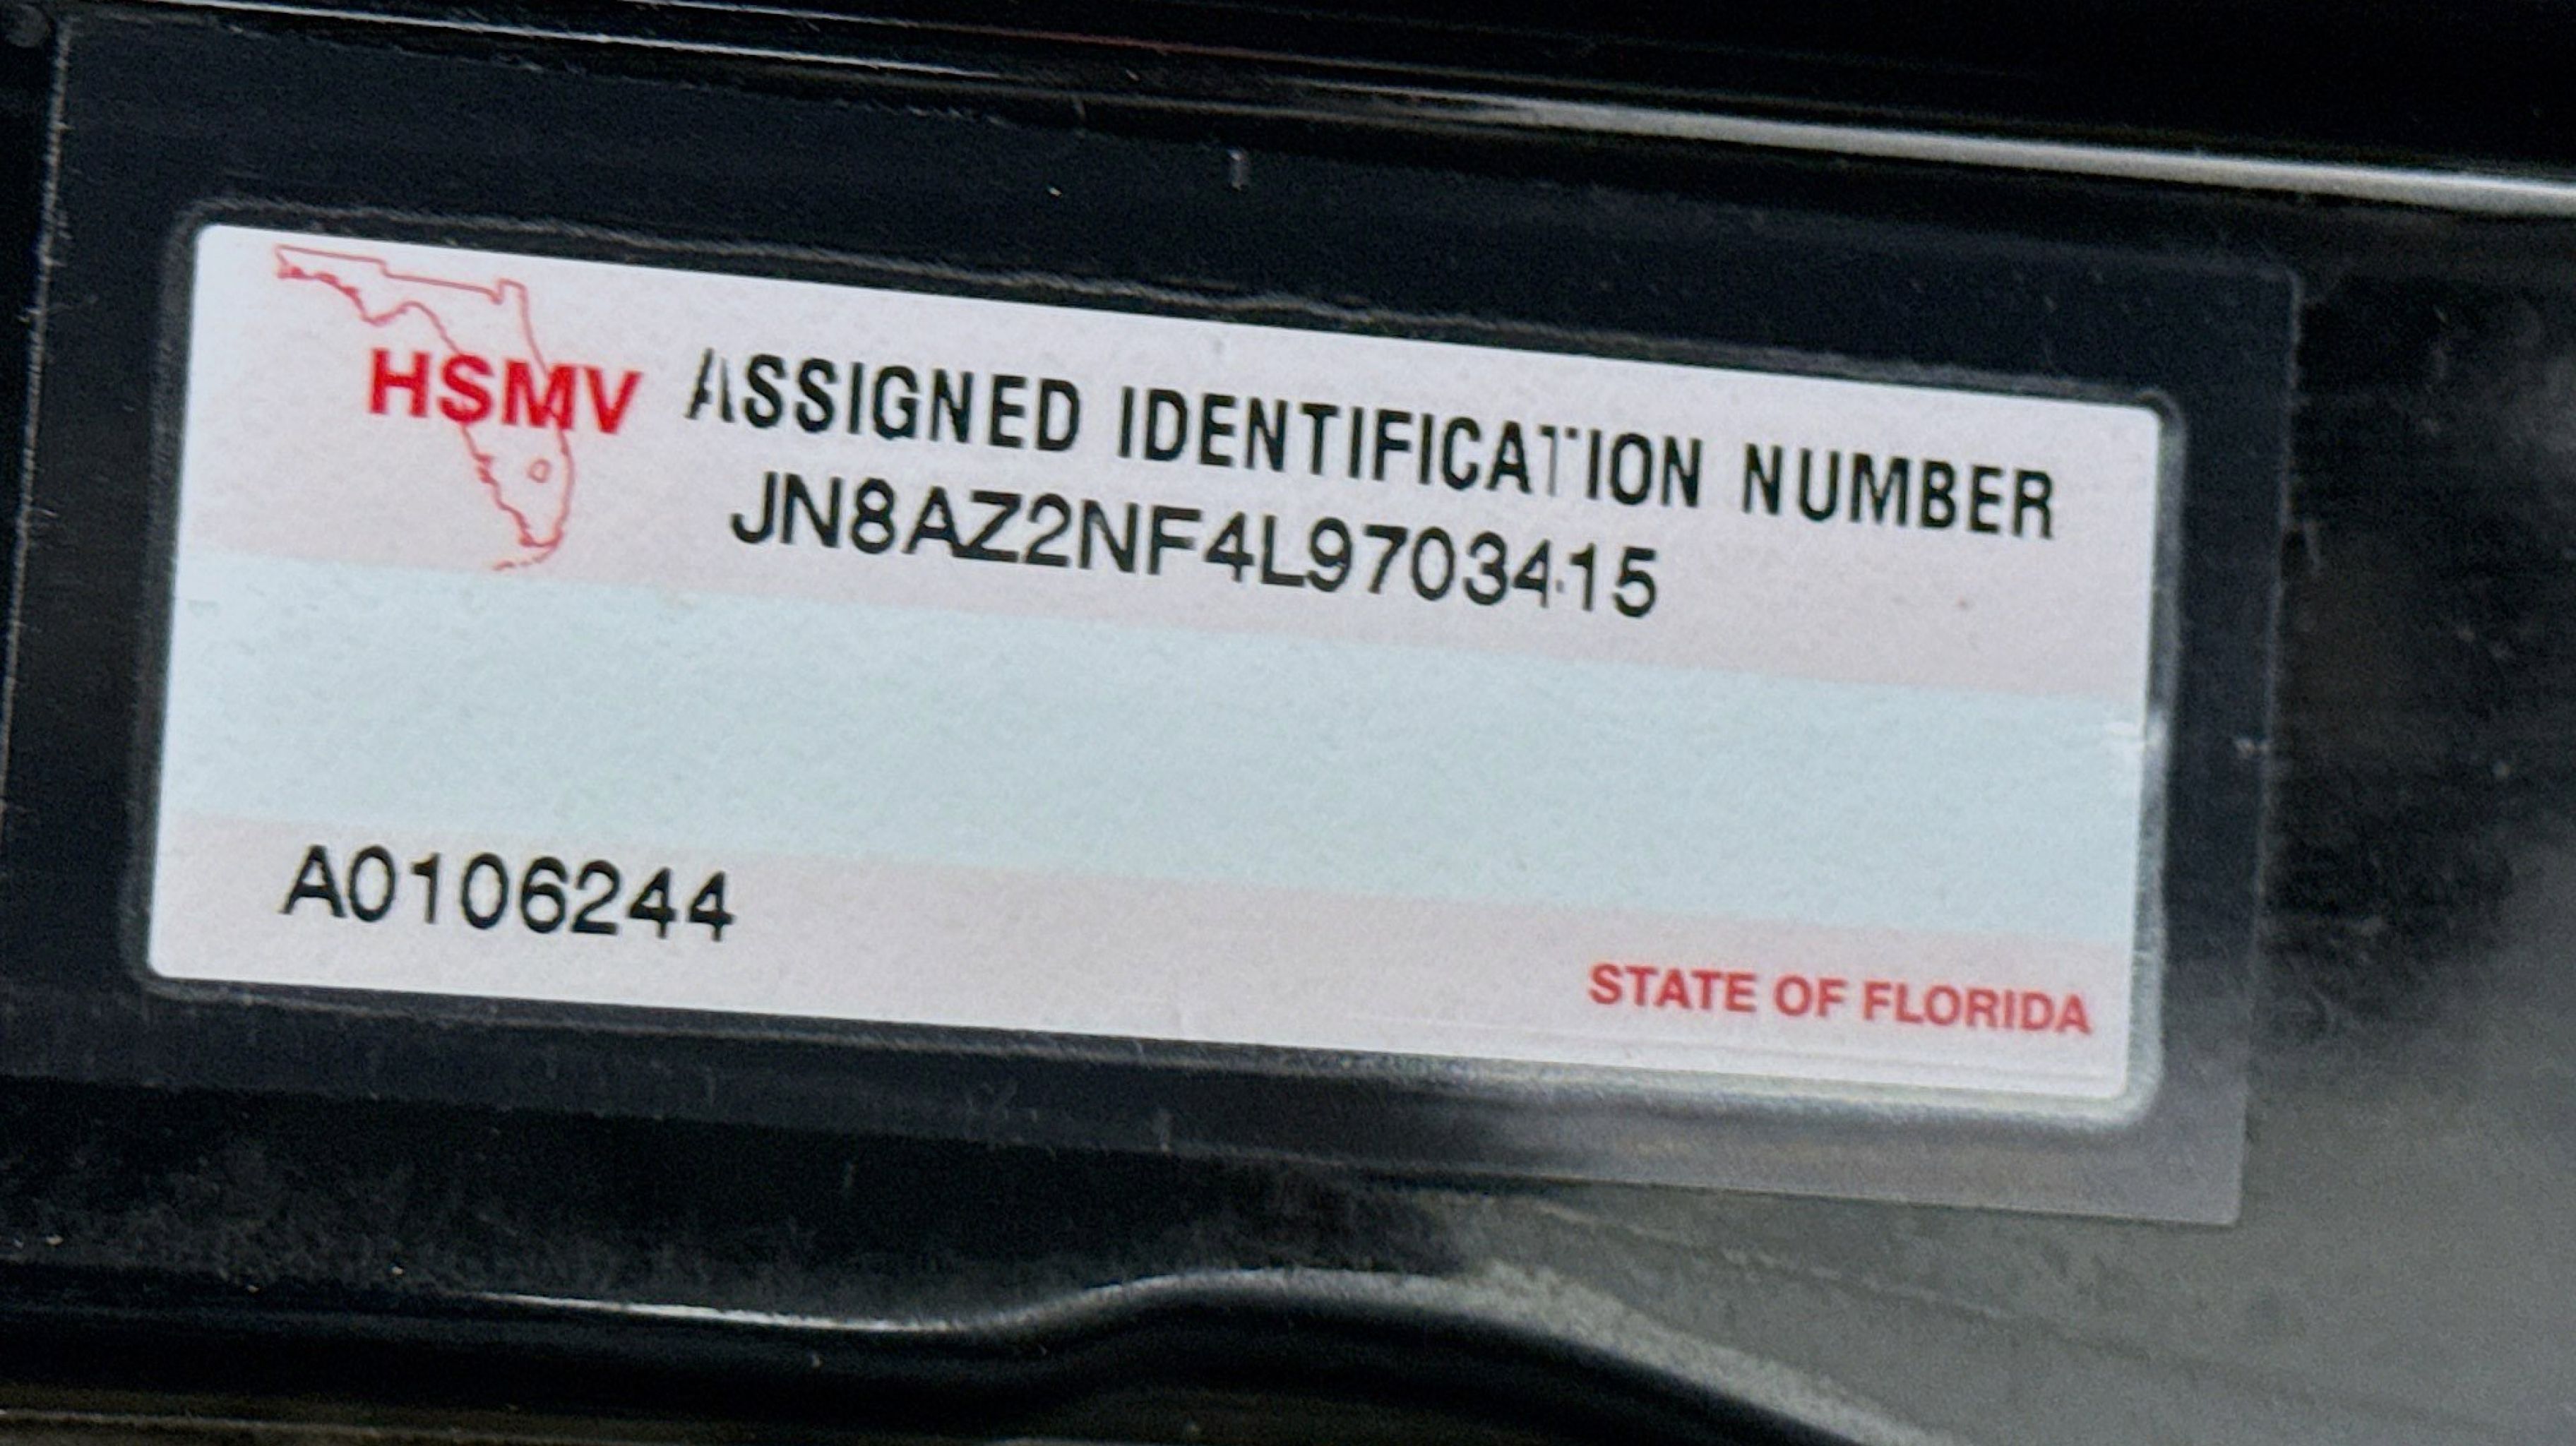 HSMV ASSIGNED IDENTIFICATION NUMBER
JN8AZ2NF4L9703415
A0106244
STATE OF FLORIDA